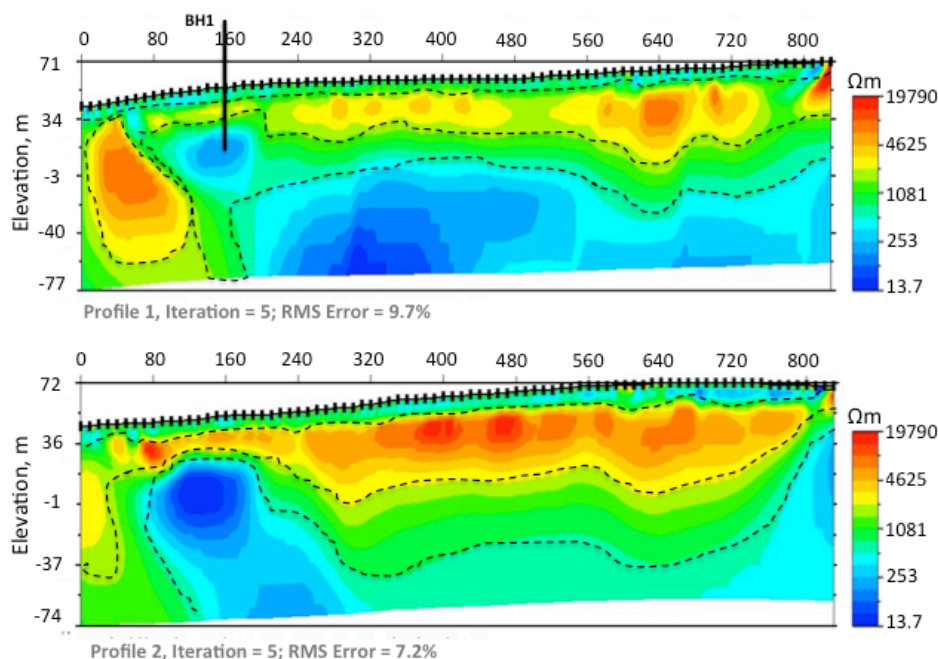 BH1
0 80 160 240 320 400 480 560 640 720 800
71
34
-3
-40
-77
Elevation, m
Ωm
19790
4625
1081
253
13.7
Profile 1, Iteration = 5; RMS Error = 9.7%
0 80 160 240 320 400 480 560 640 720 800
72
36
-1
-37
-74
Elevation, m
Ωm
19790
4625
1081
253
13.7
Profile 2, Iteration = 5; RMS Error = 7.2%